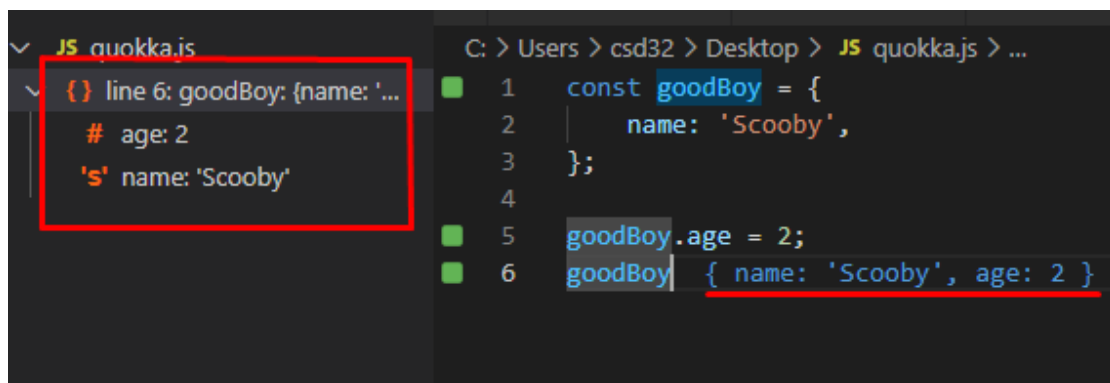 JS quokka.js
{} line 6: goodBoy: {name: '...
# age: 2
's' name: 'Scooby'
C: > Users > csd32 > Desktop > JS quokka.js > ...
1 const goodBoy = {
2 name: 'Scooby',
3 };
4
5 goodBoy.age = 2;
6 goodBoy { name: 'Scooby', age: 2 }